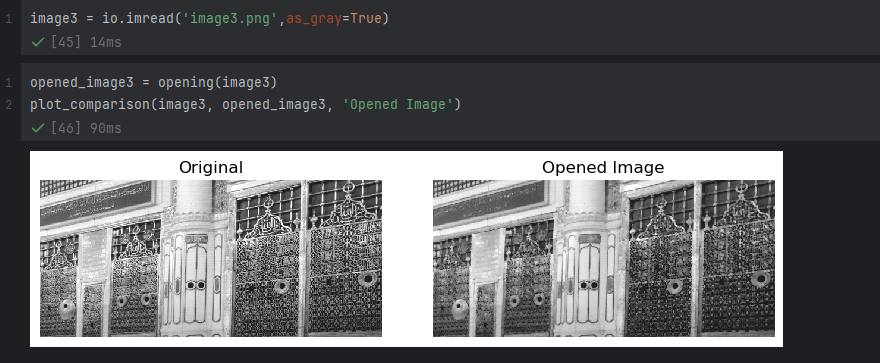 1 image3 = io.imread('image3.png',as_gray=True)
[45] 14ms
1 opened_image3 = opening(image3)
2 plot_comparison(image3, opened_image3, 'Opened Image')
[46] 90ms
Original
Opened Image